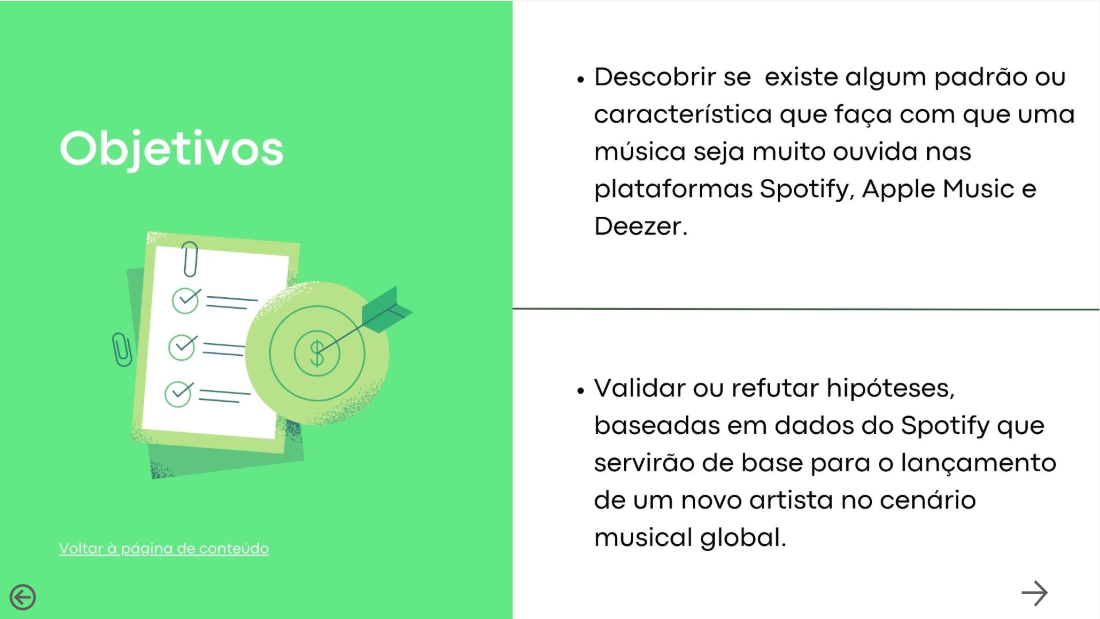 Objetivos
$
Voltar à página de conteúdo
• Descobrir se  existe algum padrão ou
característica que faça com que uma
música seja muito ouvida nas
plataformas Spotify, Apple Music e
Deezer.
• Validar ou refutar hipóteses,
baseadas em dados do Spotify que
servirão de base para o lançamento
de um novo artista no cenário
musical global.